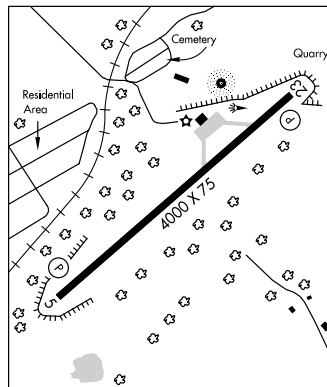 Cemetery
Quarry
Residential
Area
23
P
4000 X 75
P
5